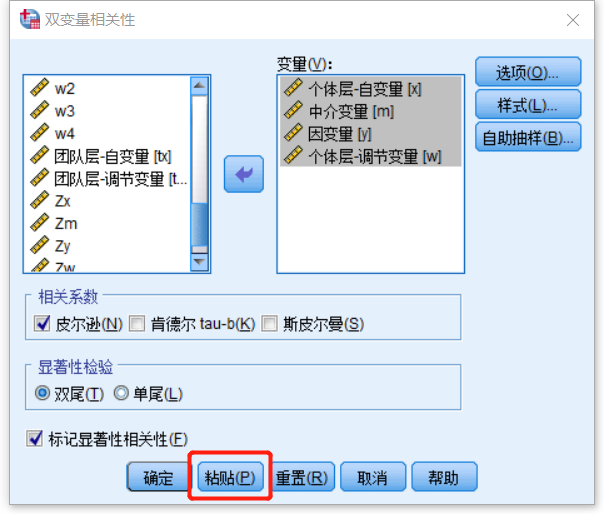 双变量相关性
变量(V):
w2
w3
w4
团队层-自变量 [tx]
团队层-调节变量 [t...
Zx
Zm
Zy
Zw
个体层-自变量 [x]
中介变量 [m]
因变量 [y]
个体层-调节变量 [w]
选项(O)...
样式(L)...
自助抽样(B)...
相关系数
皮尔逊(N) 肯德尔 tau-b(K) 斯皮尔曼(S)
显著性检验
双尾(T) 单尾(L)
标记显著性相关性(F)
确定 粘贴(P) 重置(R) 取消 帮助